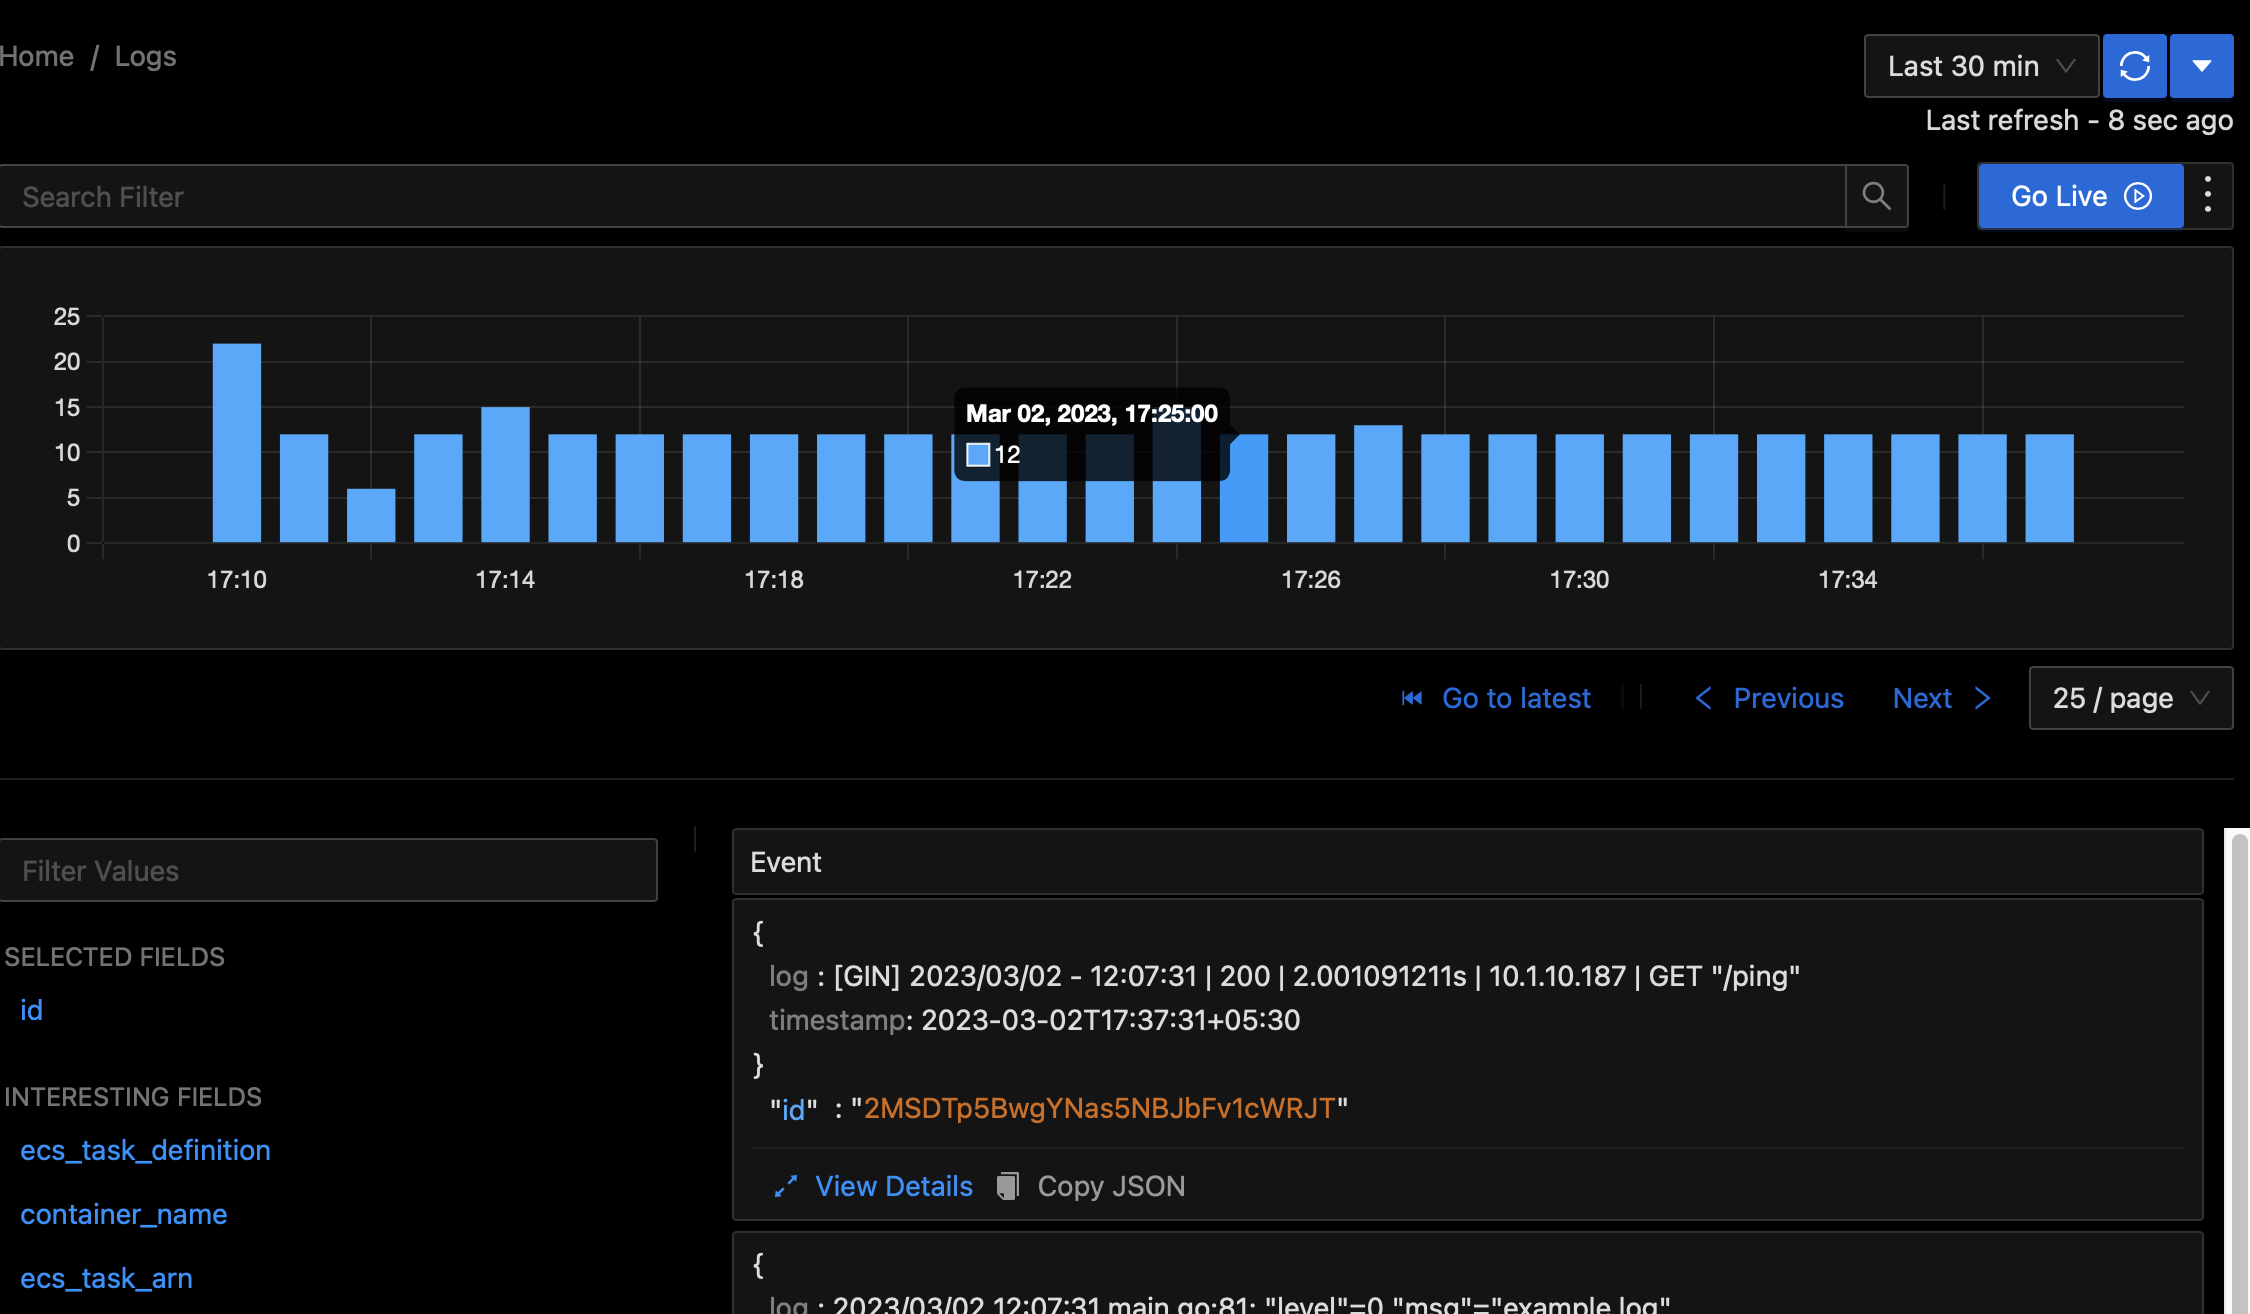 Home / Logs
Last 30 min
Last refresh - 8 sec ago
Search Filter
Go Live
25
20
15
10
5
0
Mar 02, 2023, 17:25:00
12
17:10 17:14 17:18 17:22 17:26 17:30 17:34
Go to latest
Previous
Next
25 / page
Filter Values
SELECTED FIELDS
id
INTERESTING FIELDS
ecs_task_definition
container_name
ecs_task_arn
Event
{
log : [GIN] 2023/03/02 - 12:07:31 | 200 | 2.001091211s | 10.1.10.187 | GET "/ping"
timestamp: 2023-03-02T17:37:31+05:30
}
"id" : "2MSDTp5BwgYNas5NBJbFv1cWRJT"
View Details Copy JSON
{
log : 2023/03/02 12:07:31 main.go:81: "level"=0 "msg"="example log"